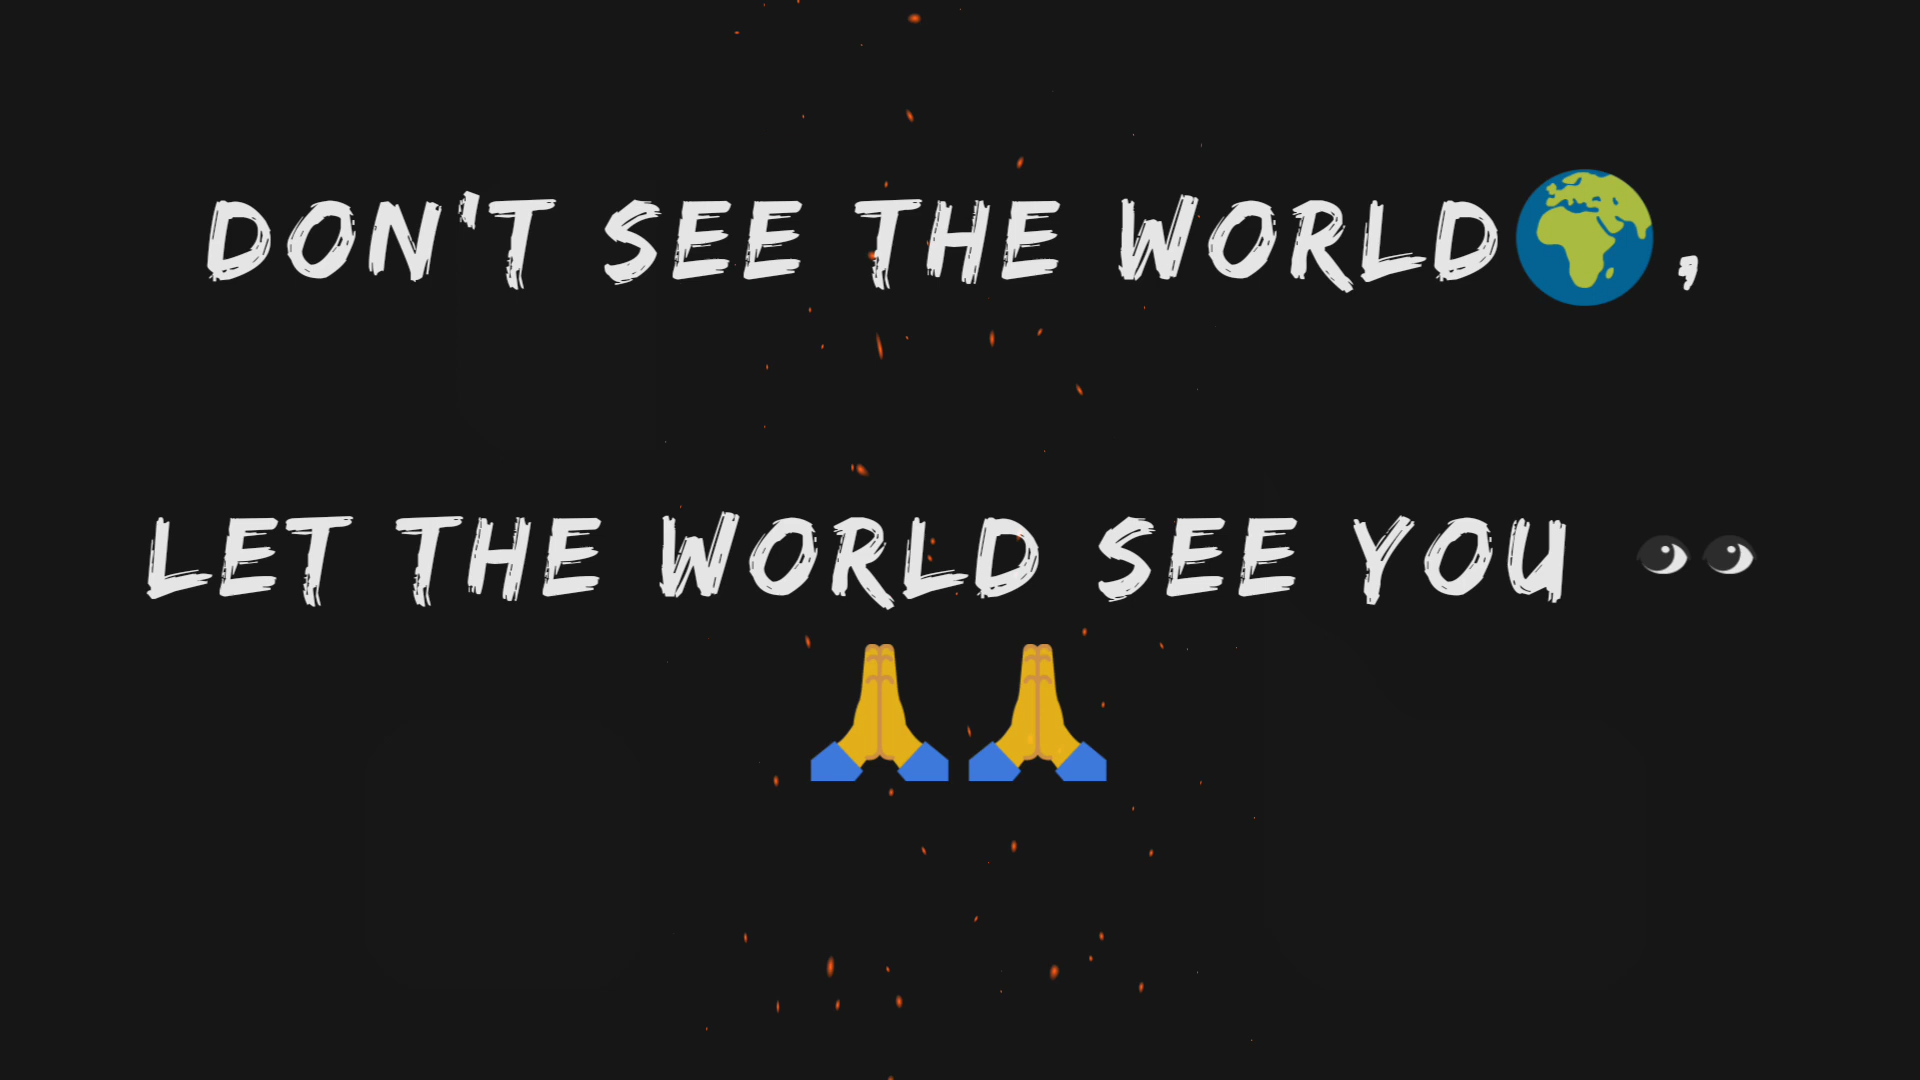 DON'T SEE THE WORLD🌍,
LET THE WORLD SEE YOU 👀
🙏🙏